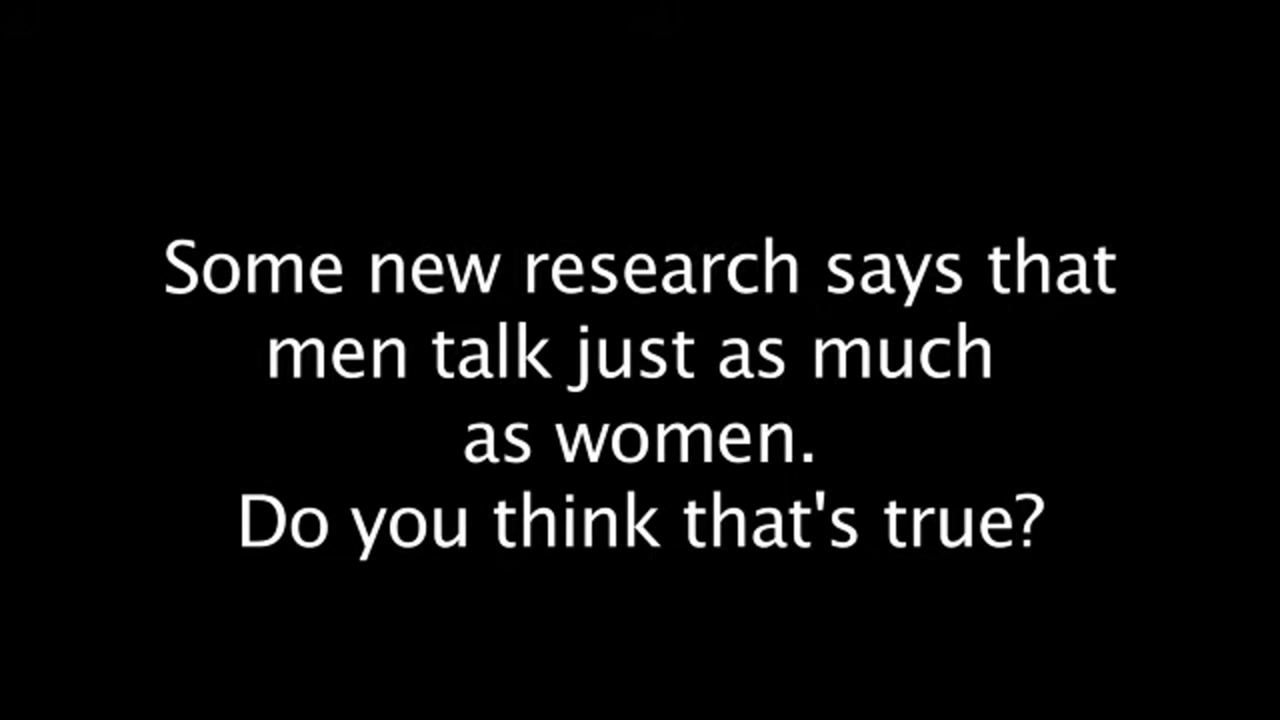 Some new research says that
men talk just as much
as women.
Do you think that's true?